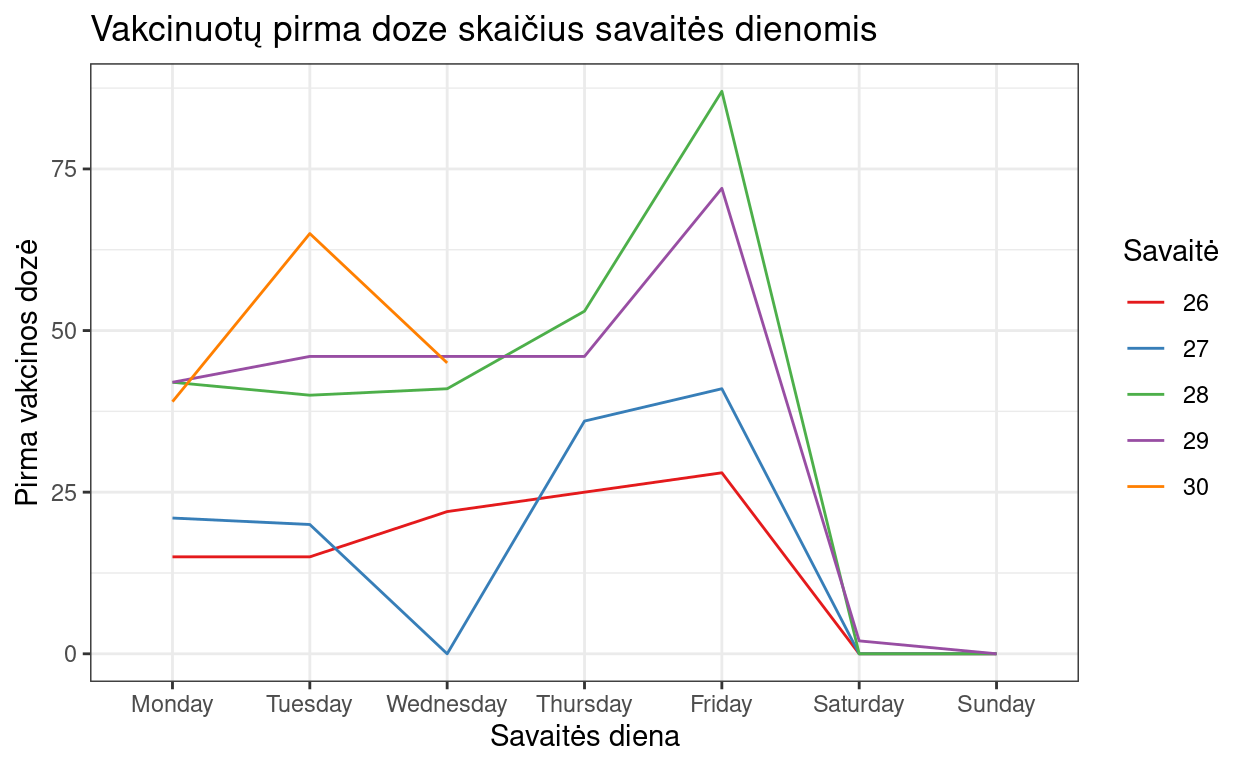 Vakcinuotų pirma doze skaičius savaitės dienomis
Pirma vakcinos dozė
75
50
25
0
Monday Tuesday Wednesday Thursday Friday Saturday Sunday
Savaitės diena
Savaitė
26
27
28
29
30